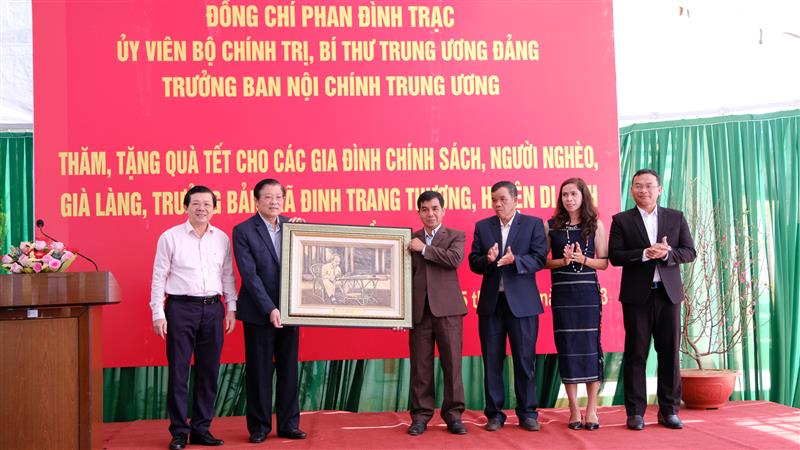 ĐỒNG CHÍ PHAN ĐÌNH TRẠC
ỦY VIÊN BỘ CHÍNH TRỊ, BÍ THƯ TRUNG ƯƠNG ĐẢNG
TRƯỞNG BAN NỘI CHÍNH TRUNG ƯƠNG
THĂM, TẶNG QUÀ TẾT CHO CÁC GIA ĐÌNH CHÍNH SÁCH, NGƯỜI NGHÈO,
GIÀ LÀNG, TRƯỞNG BẢN XÃ ĐINH TRANG THƯỢNG, HUYỆN DI LINH